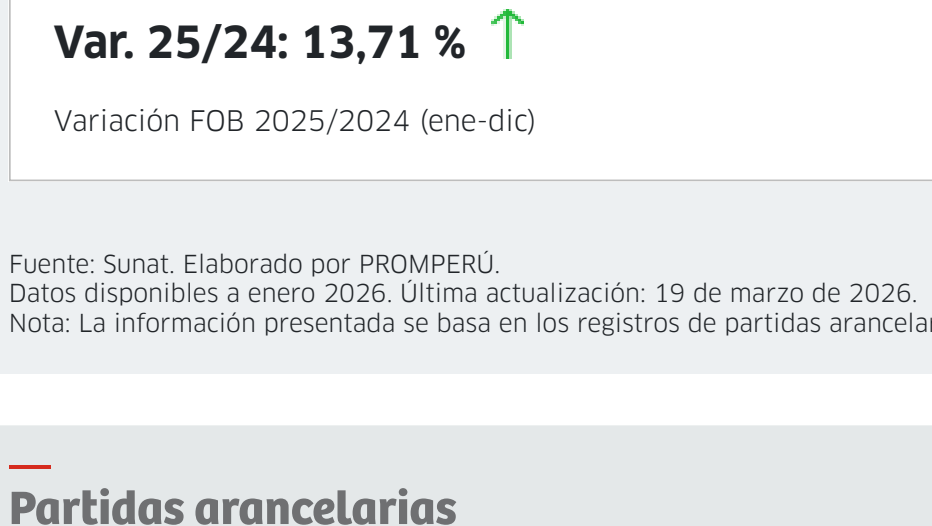 Var. 25/24: 13,71 %
Variación FOB 2025/2024 (ene-dic)
Fuente: Sunat. Elaborado por PROMPERÚ.
Datos disponibles a enero 2026. Última actualización: 19 de marzo de 2026.
Nota: La información presentada se basa en los registros de partidas
Partidas arancelarias